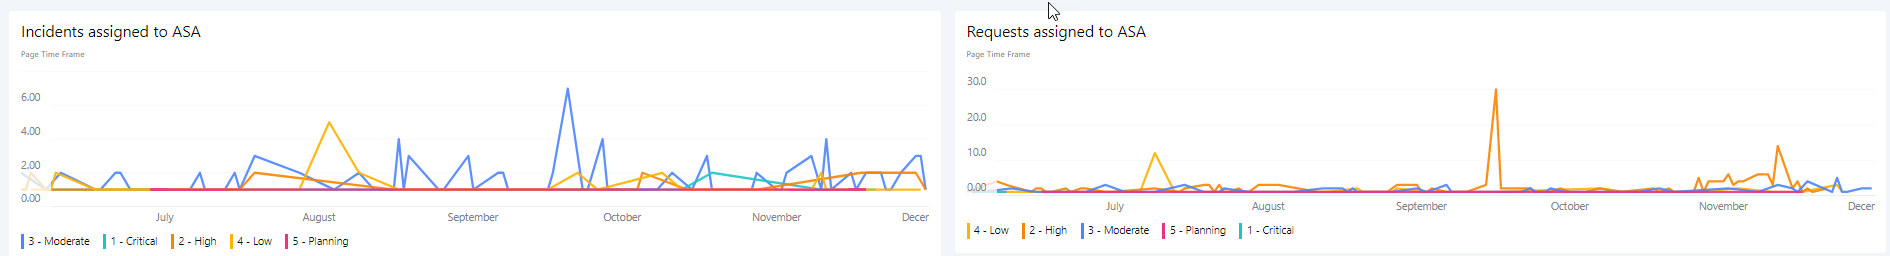 Incidents assigned to ASA
Page Time Frame
6.00
4.00
2.00
0.00
July August September October November Decer
3 - Moderate 1 - Critical 2 - High 4 - Low 5 - Planning
Requests assigned to ASA
Page Time Frame
30.0
20.0
10.0
0.00
July August September October November Decer
4 - Low 2 - High 3 - Moderate 5 - Planning 1 - Critical